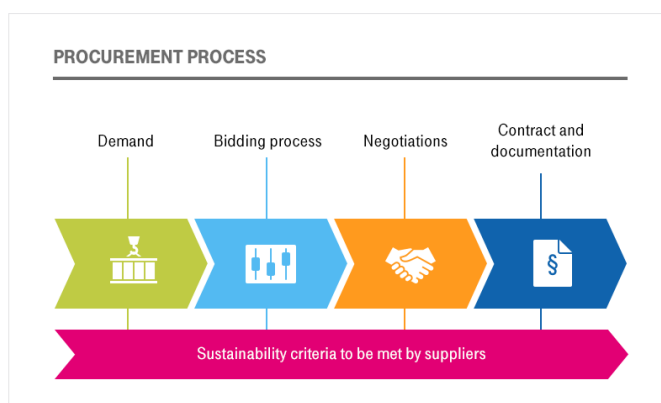 PROCUREMENT PROCESS
Demand
Bidding process
Negotiations
Contract and
documentation
§
Sustainability criteria to be met by suppliers